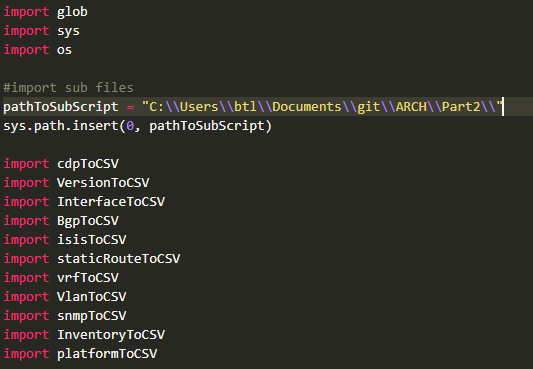 import glob
import sys
import os
#import sub files
pathToSubScript = "C:\\Users\\btl\\Documents\\git\\ARCH\\Part2\\"
sys.path.insert(0, pathToSubScript)
import cdpToCSV
import VersionToCSV
import InterfaceToCSV
import BgpToCSV
import isisToCSV
import staticRouteToCSV
import vrfToCSV
import VlanToCSV
import snmpToCSV
import InventoryToCSV
import platformToCSV